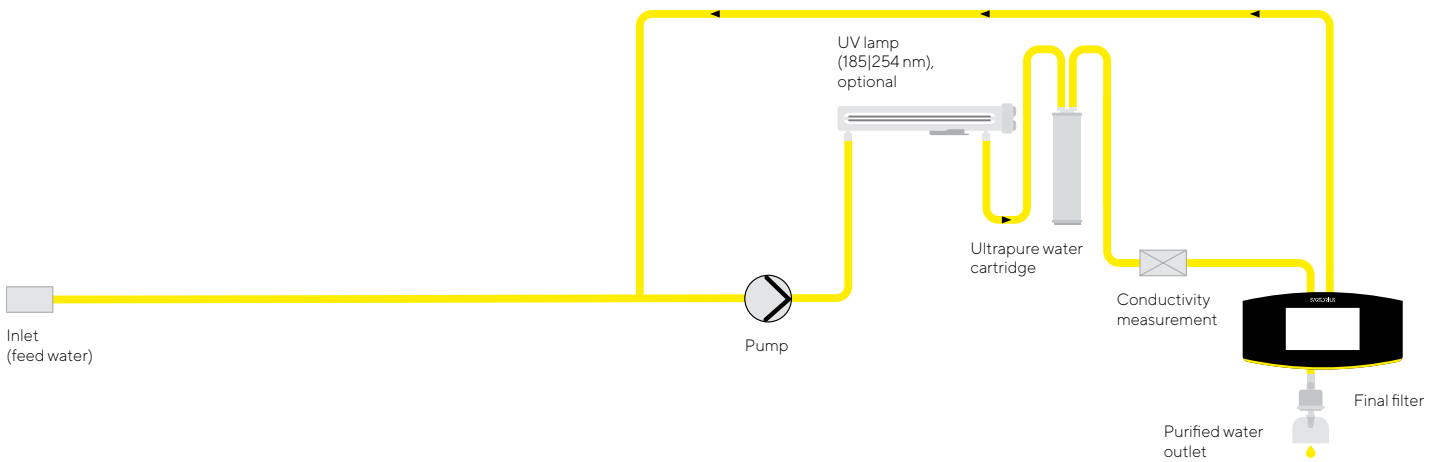 UV lamp
(185|254 nm),
optional
Ultrapure water
cartridge
Conductivity
measurement
Inlet
(feed water)
Pump
Final filter
Purified water
outlet